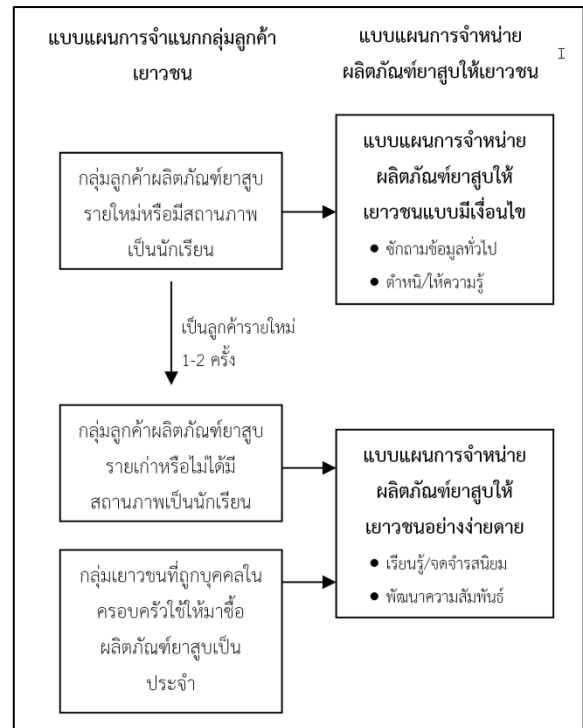 แบบแผนการจำแนกกลุ่มลูกค้า
เยาวชน
แบบแผนการจำหน่าย
ผลิตภัณฑ์ยาสูบให้เยาวชน
กลุ่มลูกค้าผลิตภัณฑ์ยาสูบ
รายใหม่หรือมีสถานภาพ
เป็นนักเรียน
แบบแผนการจำหน่าย
ผลิตภัณฑ์ยาสูบให้
เยาวชนแบบมีเงื่อนไข
● ซักถามข้อมูลทั่วไป
● ตำหนิ/ให้ความรู้
เป็นลูกค้ารายใหม่
1-2 ครั้ง
กลุ่มลูกค้าผลิตภัณฑ์ยาสูบ
รายเก่าหรือไม่ได้มี
สถานภาพเป็นนักเรียน
แบบแผนการจำหน่าย
ผลิตภัณฑ์ยาสูบให้
เยาวชนอย่างง่ายดาย
● เรียนรู้/จดจำรสนิยม
● พัฒนาความสัมพันธ์
กลุ่มเยาวชนที่ถูกบุคคลใน
ครอบครัวใช้ให้มาซื้อ
ผลิตภัณฑ์ยาสูบเป็น
ประจำ